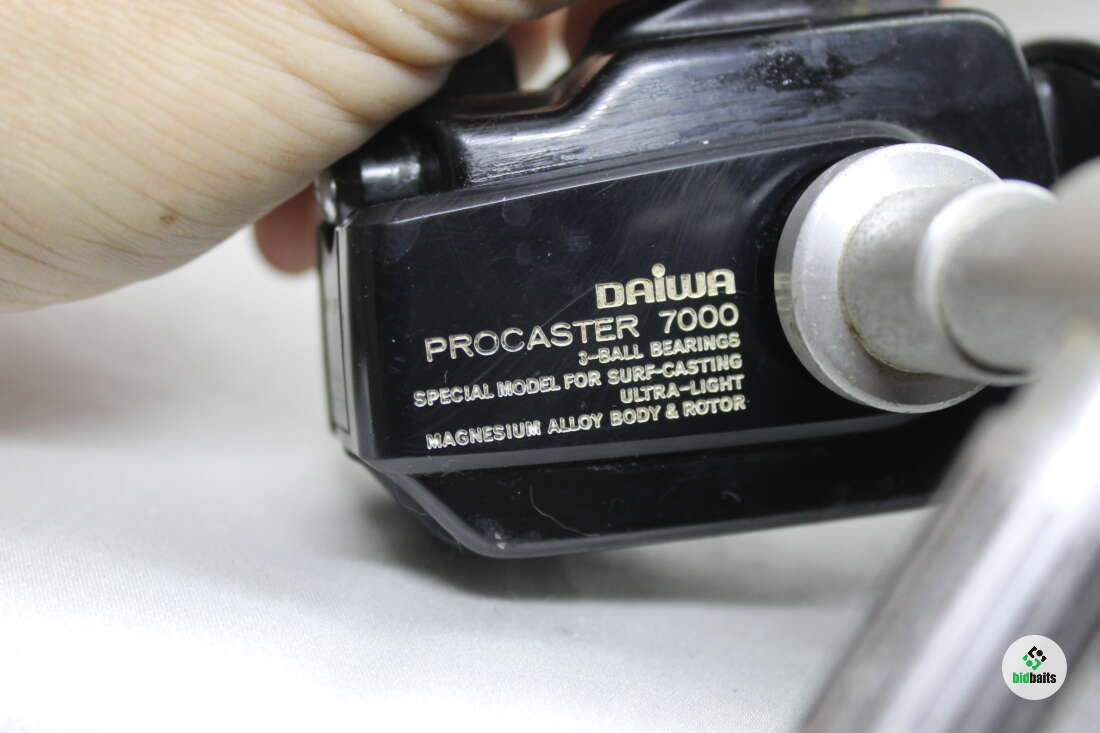 DAIWA
PROCASTER 7000
3-BALL BEARINGS
SPECIAL MODEL FOR SURF-CASTING
ULTRA-LIGHT
MAGNESIUM ALLOY BODY & ROTOR
bidbaits